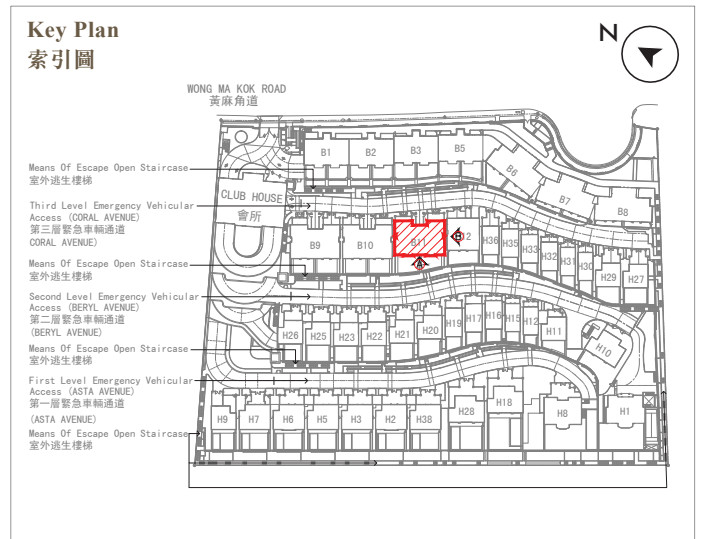 Key Plan
索引圖
N
WONG MA KOK ROAD
黃麻角道
Means Of Escape Open Staircase
室外逃生樓梯
Third Level Emergency Vehicular
Access (CORAL AVENUE)
第三層緊急車輛通道
CORAL AVENUE)
Means Of Escape Open Staircase
室外逃生樓梯
Second Level Emergency Vehicular
Access (BERYL AVENUE)
第二層緊急車輛通道
(BERYL AVENUE)
Means Of Escape Open Staircase
室外逃生樓梯
First Level Emergency Vehicular
Access (ASTA AVENUE)
第一層緊急車輛通道
(ASTA AVENUE)
Means Of Escape Open Staircase
室外逃生樓梯
CLUB HOUSE
會所
B1
B2
B3
B5
B6
B7
B8
B9
B10
B11
B
A
H36
H35
H33
H32
H31
H30
H29
H27
H26
H25
H23
H22
H21
H20
H19
H17
H16
H15
H12
H11
H10
H9
H7
H6
H5
H3
H2
H38
H28
H18
H8
H1